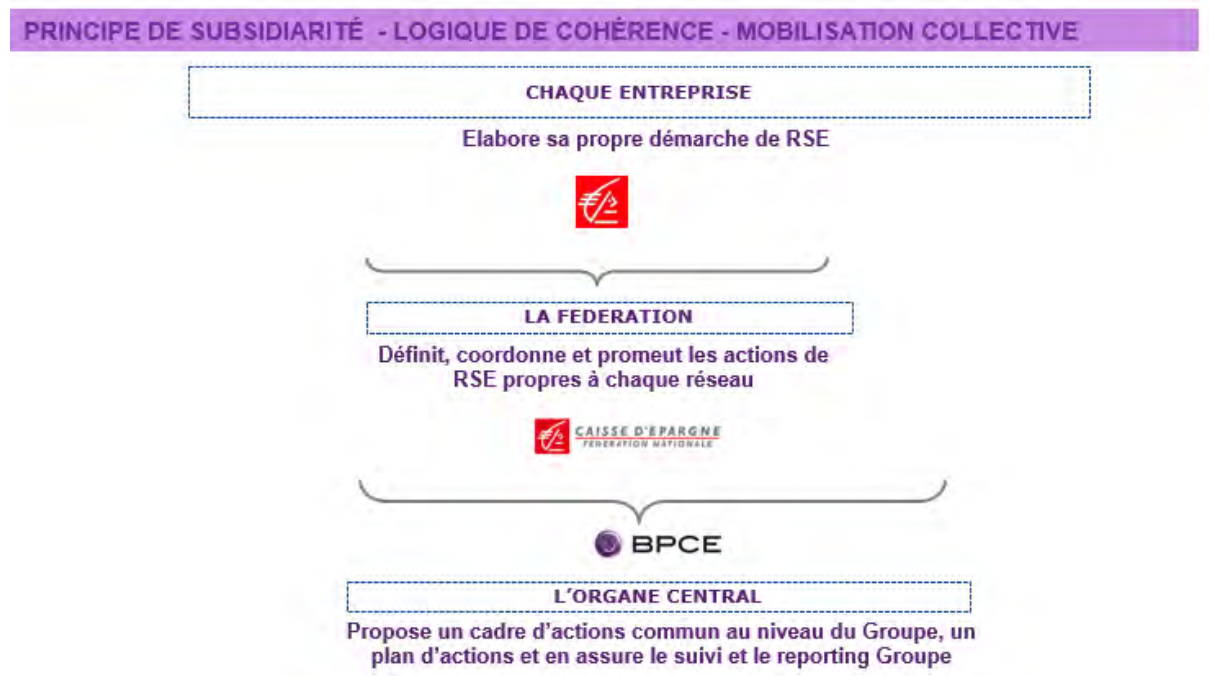 PRINCIPE DE SUBSIDIARITÉ - LOGIQUE DE COHÉRENCE - MOBILISATION COLLECTIVE
CHAQUE ENTREPRISE
Elabore sa propre démarche de RSE
LA FEDERATION
Définit, coordonne et promeut les actions de
RSE propres à chaque réseau
CAISSE D'EPARGNE
FEDERATION NATIONALE
BPCE
L'ORGANE CENTRAL
Propose un cadre d'actions commun au niveau du Groupe, un
plan d'actions et en assure le suivi et le reporting Groupe